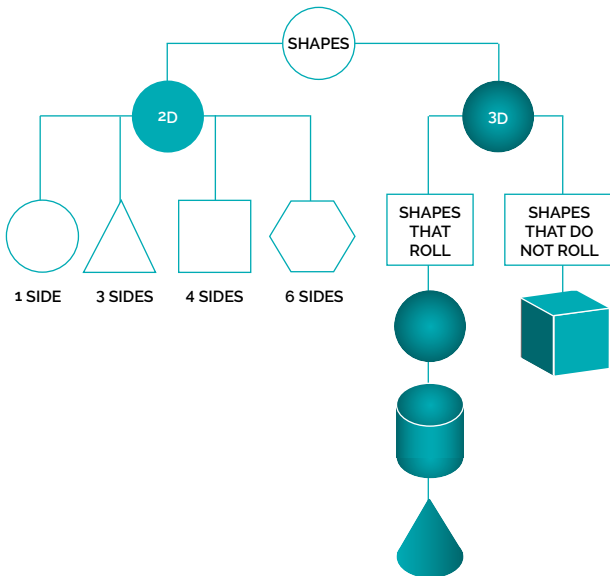 SHAPES
2D
3D
SHAPES
THAT
ROLL
SHAPES
THAT DO
NOT ROLL
1 SIDE
3 SIDES
4 SIDES
6 SIDES